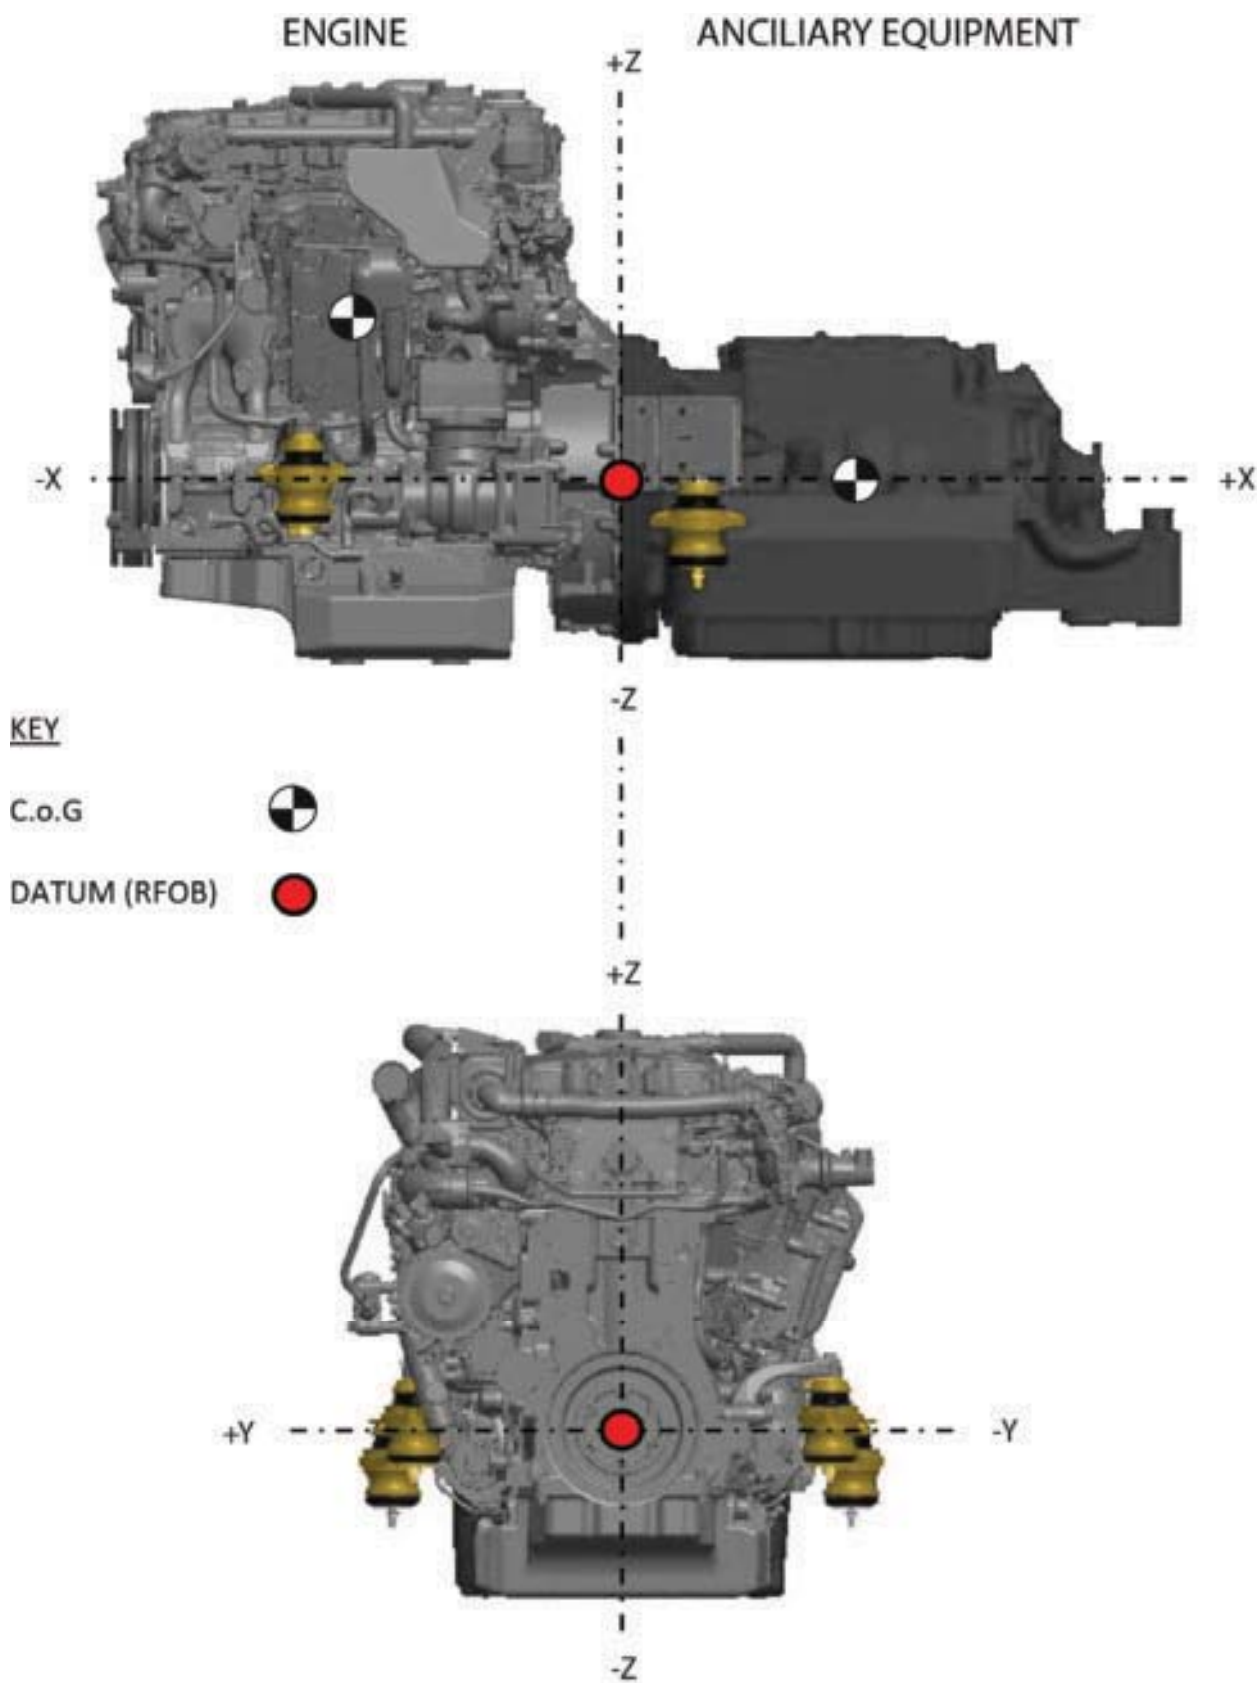 ENGINE
ANCILIARY EQUIPMENT
+Z
-X
+X
-Z
KEY
C.o.G
DATUM (RFOB)
+Z
+Y
-Y
-Z